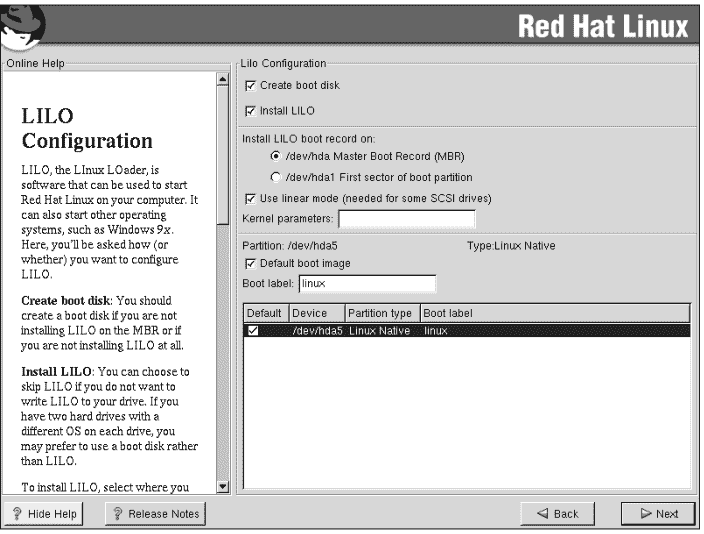 Red Hat Linux
Online Help
LILO
Configuration
LILO, the LInux LOader, is
software that can be used to start
Red Hat Linux on your computer. It
can also start other operating
systems, such as Windows 9x.
Here, you'll be asked how (or
whether) you want to configure
LILO.
Create boot disk: You should
create a boot disk if you are not
installing LILO on the MBR or if
you are not installing LILO at all.
Install LILO: You can choose to
skip LILO if you do not want to
write LILO to your drive. If you
have two hard drives with a
different OS on each drive, you
may prefer to use a boot disk rather
than LILO.
To install LILO, select where you
Lilo Configuration
Create boot disk
Install LILO
Install LILO boot record on:
/dev/hda Master Boot Record (MBR)
/dev/hda1 First sector of boot partition
Use linear mode (needed for some SCSI drives)
Kernel parameters:
Partition: /dev/hda5 Type:Linux Native
Default boot image
Boot label: linux
Default Device Partition type Boot label
/dev/hda5 Linux Native linux
Hide Help Release Notes Back Next